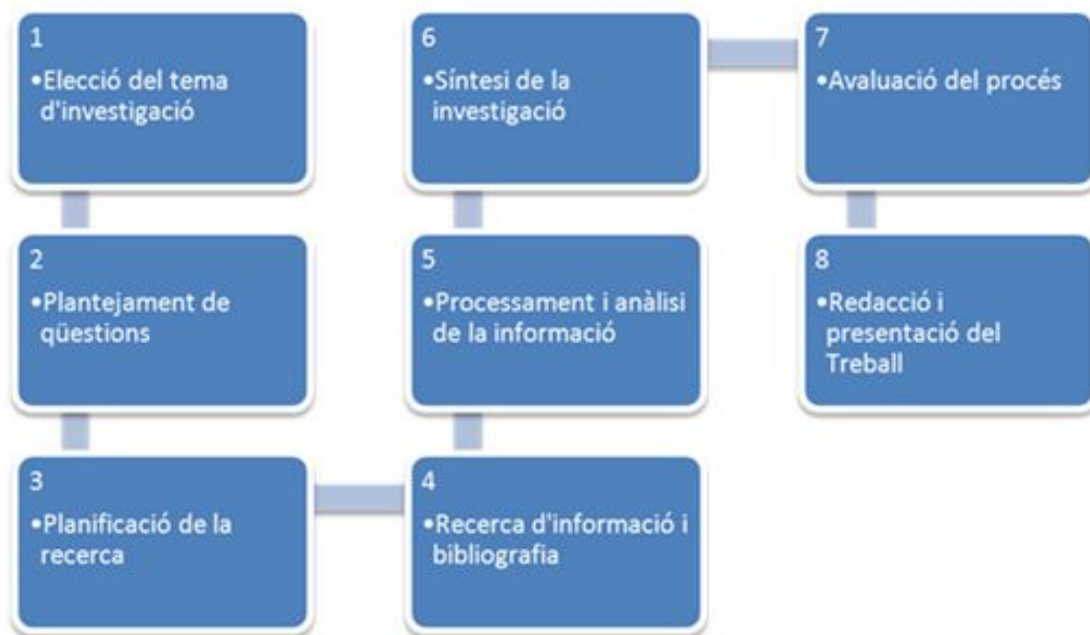 1
•Elecció del tema
d'investigació
2
•Plantejament de
qüestions
3
•Planificació de la
recerca
4
•Recerca d'informació i
bibliografia
5
•Processament i anàlisi
de la informació
6
•Síntesi de la
investigació
7
•Avaluació del procés
8
•Redacció i
presentació del
Treball